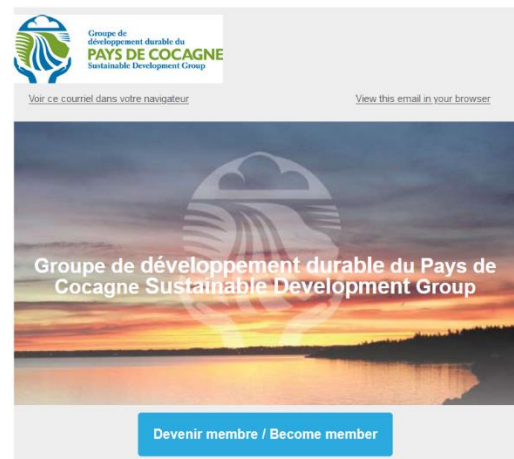 Groupe de
développement durable du
PAYS DE COCAGNE
Sustainable Development Group
Voir ce courriel dans votre navigateur
View this email in your browser
Groupe de développement durable du Pays de
Cocagne Sustainable Development Group
Devenir membre / Become member